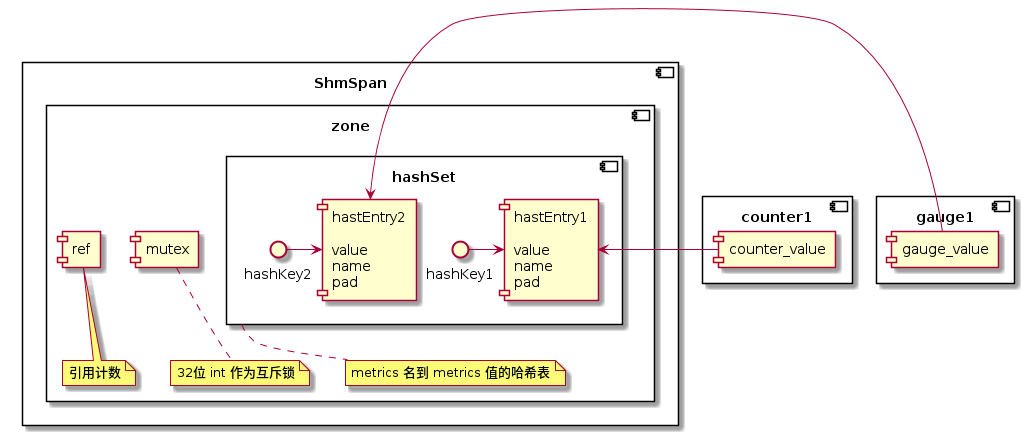 ShmSpan
zone
hashSet
hastEntry2
value
name
pad
hashKey2
hastEntry1
value
name
pad
hashKey1
ref
mutex
counter1
counter_value
gauge1
gauge_value
引用计数
32位 int 作为互斥锁
metrics 名到 metrics 值的哈希表